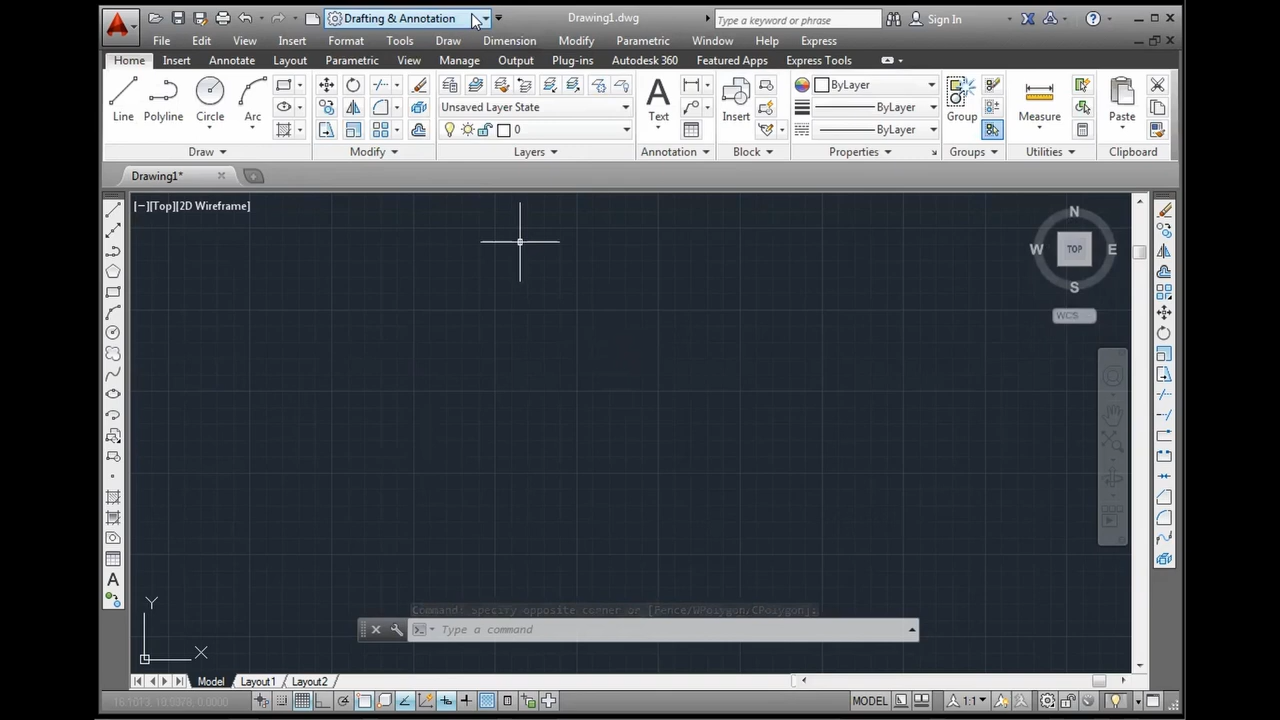 Drafting & Annotation
Drawing1.dwg
Type a keyword or phrase
Sign In
File Edit View Insert Format Tools Draw Dimension Modify Parametric Window Help Express
Home Insert Annotate Layout Parametric View Manage Output Plug-ins Autodesk 360 Featured Apps Express Tools
Line Polyline Circle Arc
Unsaved Layer State
0
Text
Insert
ByLayer
ByLayer
ByLayer
Group
Measure
Paste
Draw Modify Layers Annotation Block Properties Groups Utilities Clipboard
Drawing1*
[−][Top][2D Wireframe]
N
W TOP E
S
WCS
Y
X
Command: Specify opposite corner or [Fence/WPolygon/CPolygon]:
Type a command
A
Model Layout1 Layout2
MODEL
1:1